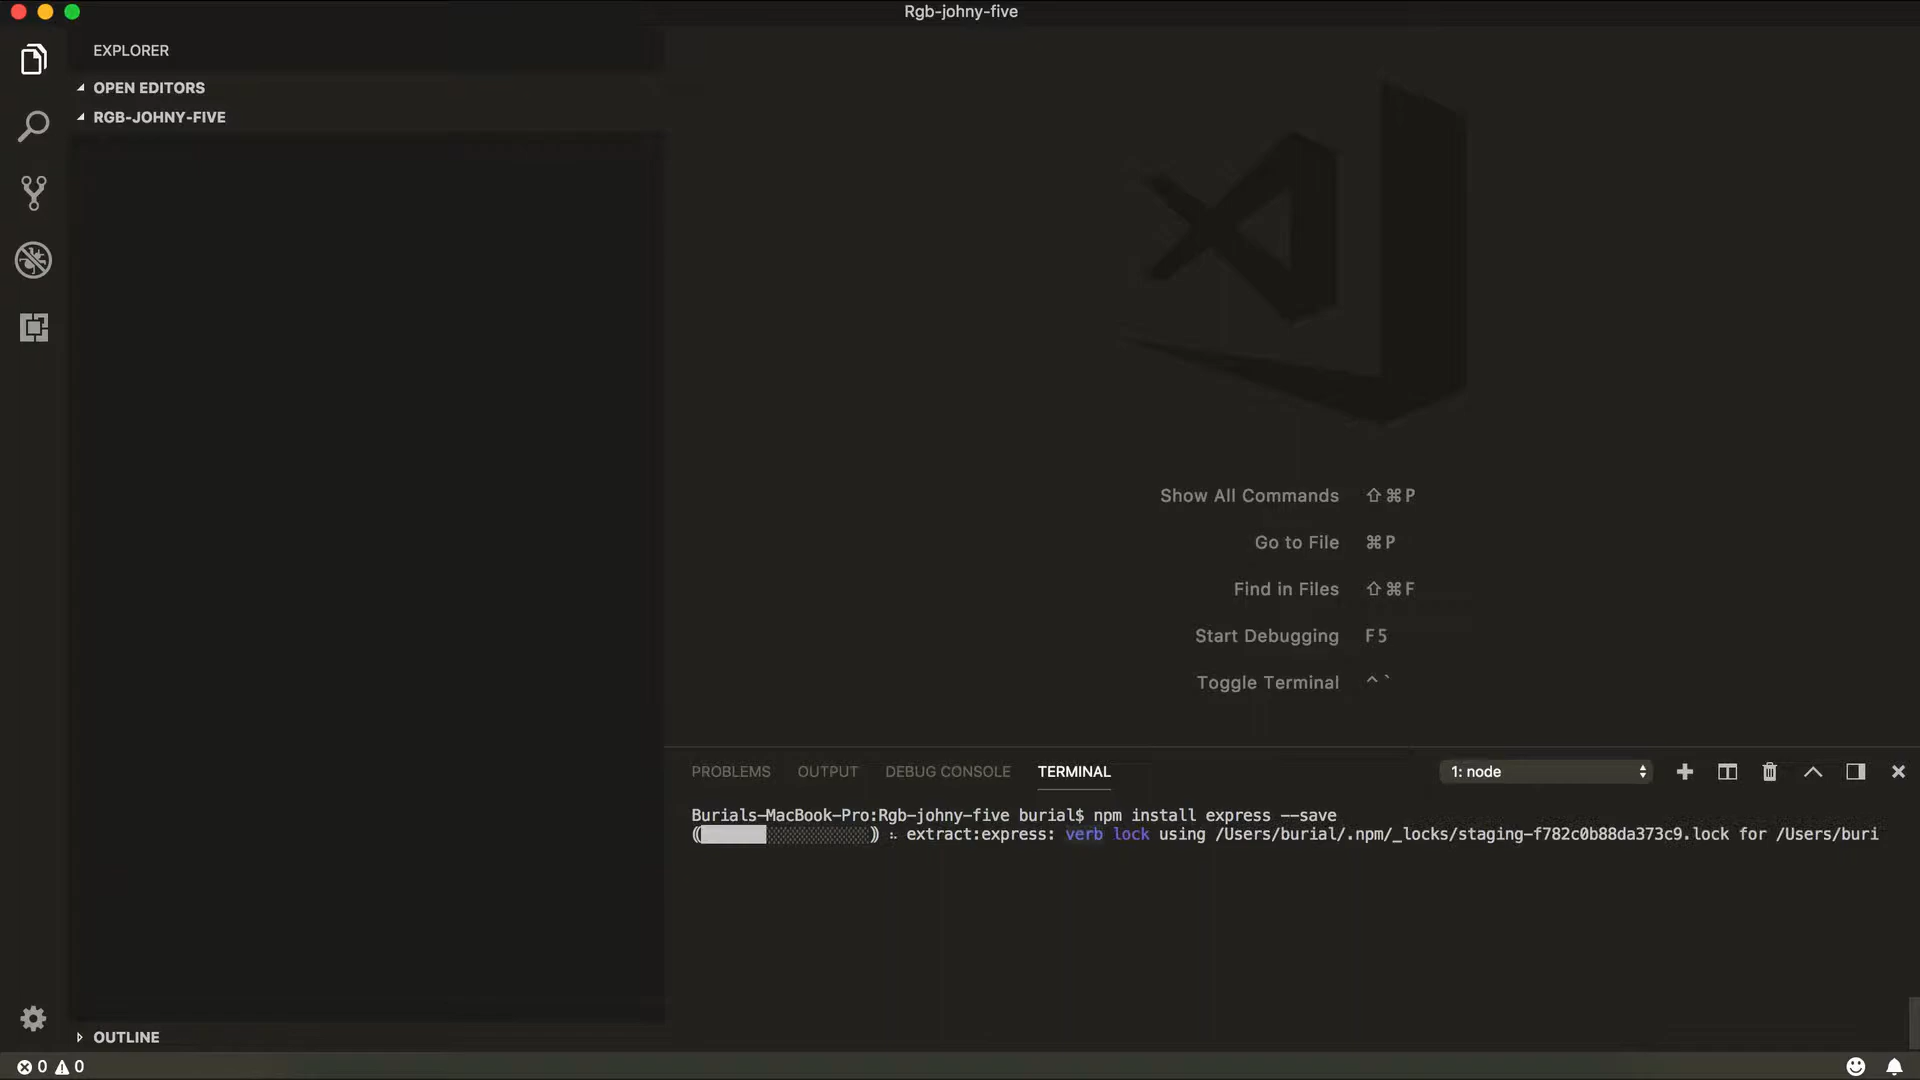 Rgb-johny-five
EXPLORER
OPEN EDITORS
RGB-JOHNY-FIVE
Show All Commands ⇧⌘P
Go to File ⌘P
Find in Files ⇧⌘F
Start Debugging F5
Toggle Terminal ^`
PROBLEMS OUTPUT DEBUG CONSOLE TERMINAL 1: node
Burials-MacBook-Pro:Rgb-johny-five burial$ npm install express --save
extract:express: verb lock using /Users/burial/.npm/_locks/staging-f782c0b88da373c9.lock for /Users/buri
OUTLINE
0 0